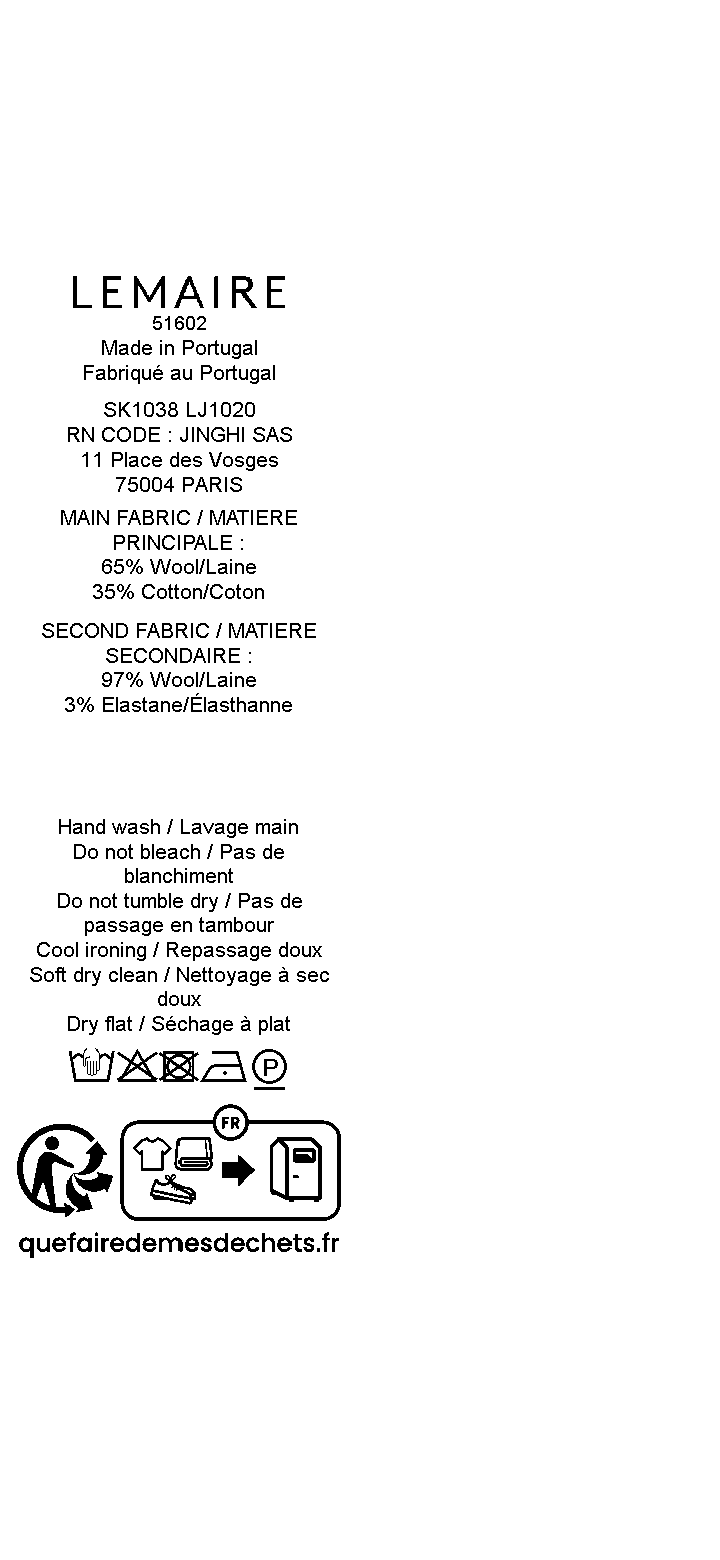 LEMAIRE
51602
Made in Portugal
Fabriqué au Portugal
SK1038 LJ1020
RN CODE : JINGHI SAS
11 Place des Vosges
75004 PARIS
MAIN FABRIC / MATIERE
PRINCIPALE :
65% Wool/Laine
35% Cotton/Coton
SECOND FABRIC / MATIERE
SECONDAIRE :
97% Wool/Laine
3% Elastane/Élasthanne
Hand wash / Lavage main
Do not bleach / Pas de
blanchiment
Do not tumble dry / Pas de
passage en tambour
Cool ironing / Repassage doux
Soft dry clean / Nettoyage à sec
doux
Dry flat / Séchage à plat
P
FR
quefairedemesdechets.fr